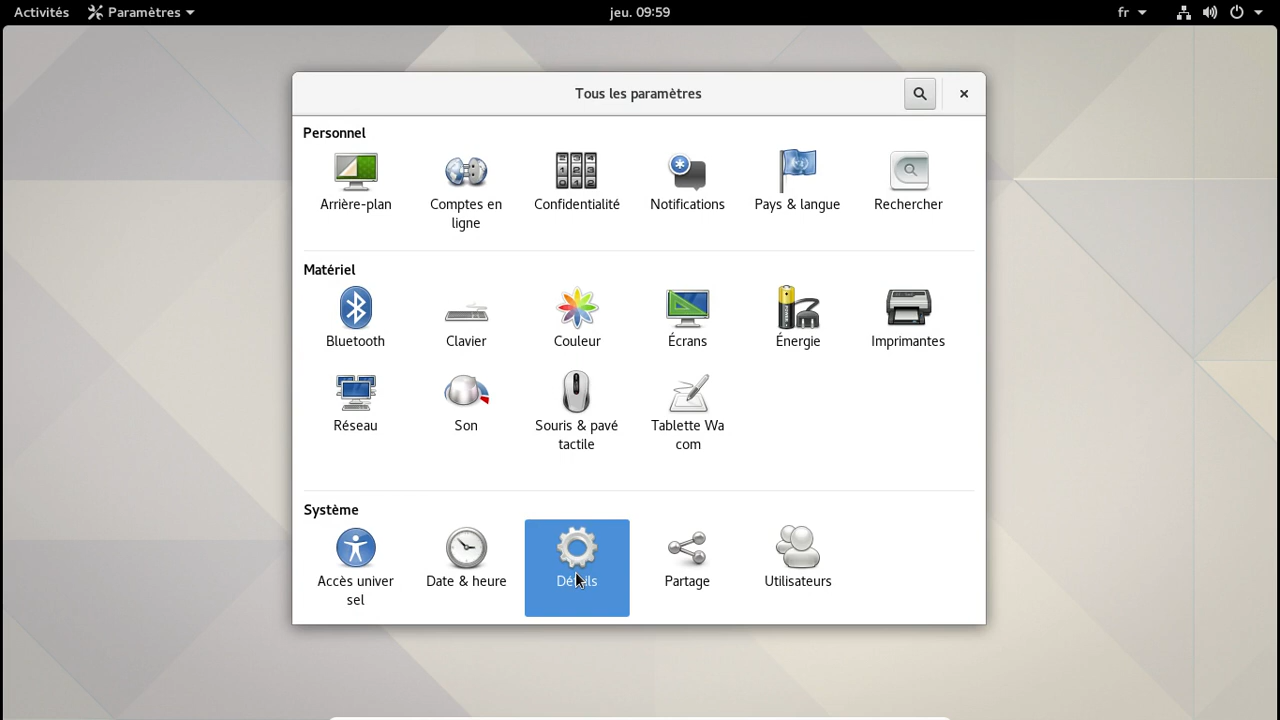 Activités Paramètres jeu. 09:59 fr
Tous les paramètres
Personnel
Arrière-plan
Comptes en
ligne
Confidentialité
Notifications
Pays & langue
Rechercher
Matériel
Bluetooth
Clavier
Couleur
Écrans
Énergie
Imprimantes
Réseau
Son
Souris & pavé
tactile
Tablette Wa
com
Système
Accès univer
sel
Date & heure
Détails
Partage
Utilisateurs